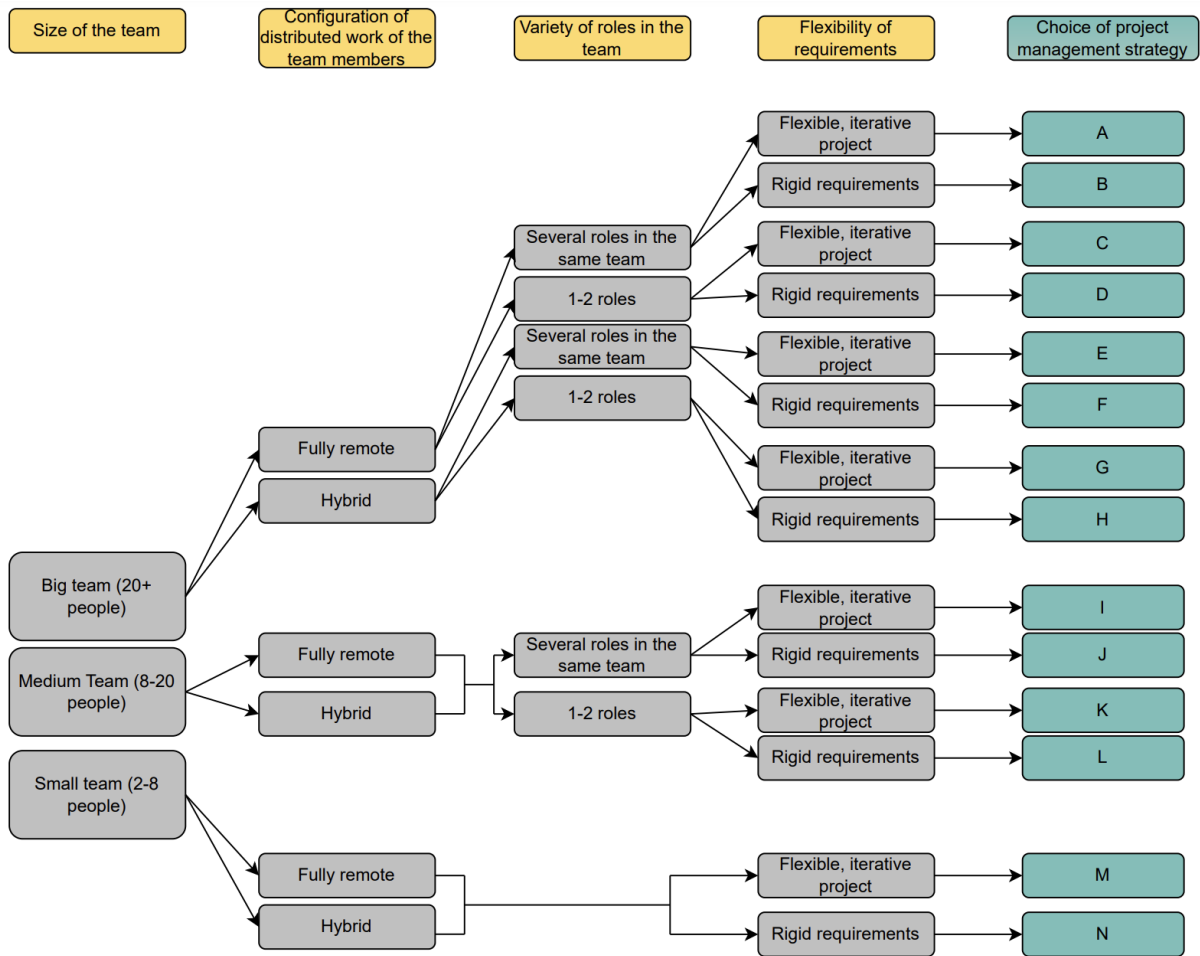 Size of the team
Configuration of
distributed work of the
team members
Variety of roles in the
team
Flexibility of
requirements
Choice of project
management strategy
Flexible, iterative
project
A
Rigid requirements
B
Several roles in the
same team
Flexible, iterative
project
C
1-2 roles
Rigid requirements
D
Several roles in the
same team
Flexible, iterative
project
E
1-2 roles
Rigid requirements
F
Fully remote
Flexible, iterative
project
G
Hybrid
Rigid requirements
H
Big team (20+
people)
Flexible, iterative
project
I
Fully remote
Several roles in the
same team
Rigid requirements
J
Medium Team (8-20
people)
Hybrid
1-2 roles
Flexible, iterative
project
K
Rigid requirements
L
Small team (2-8
people)
Fully remote
Flexible, iterative
project
M
Hybrid
Rigid requirements
N